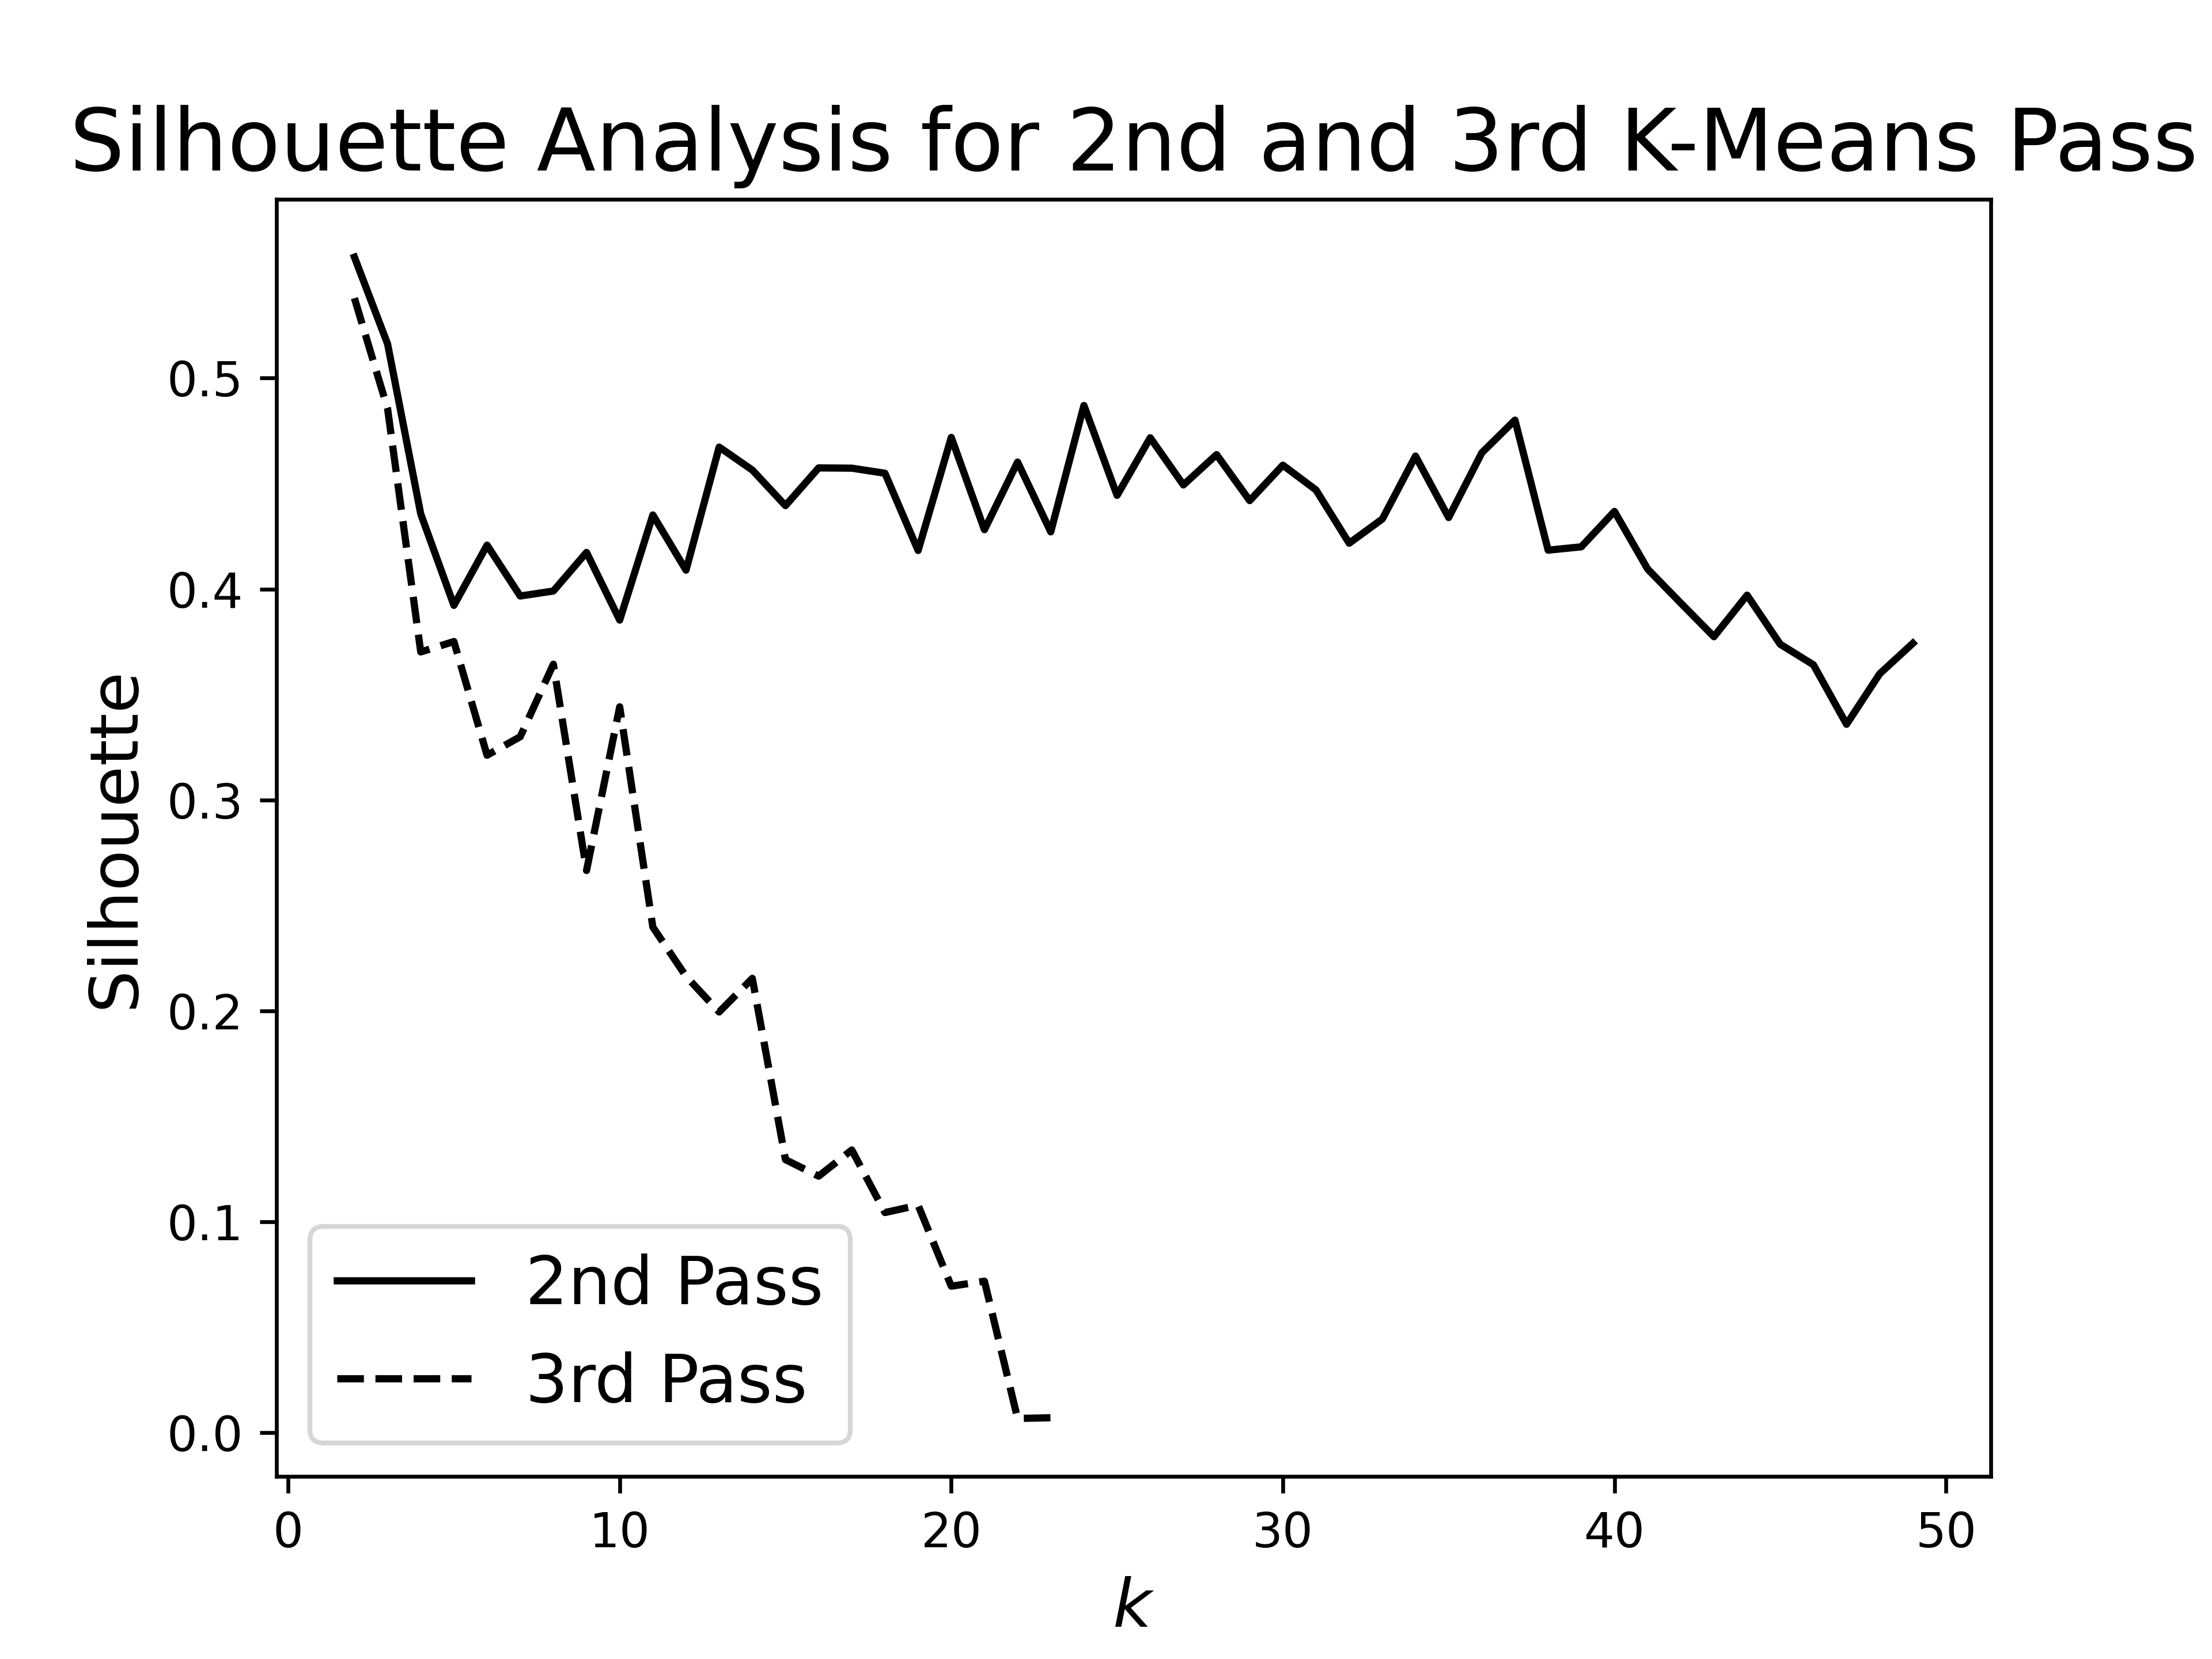 Silhouette Analysis for 2nd and 3rd K-Means Pass
Silhouette
0.5
0.4
0.3
0.2
0.1
0.0
2nd Pass
3rd Pass
0 10 20 30 40 50
k